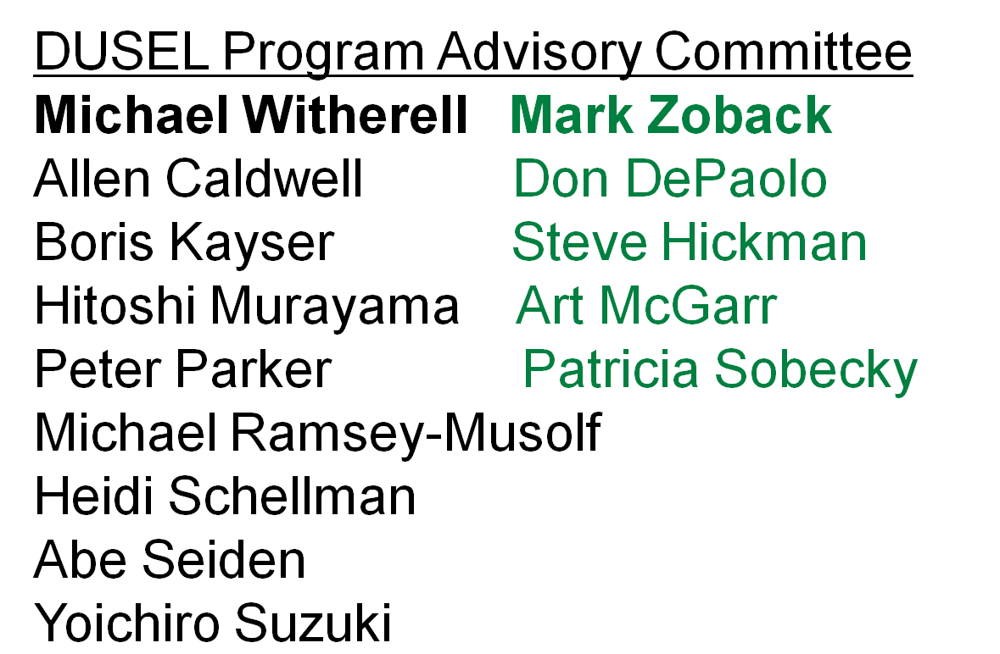 DUSEL Program Advisory Committee
Michael Witherell Mark Zoback
Allen Caldwell Don DePaolo
Boris Kayser Steve Hickman
Hitoshi Murayama Art McGarr
Peter Parker Patricia Sobecky
Michael Ramsey-Musolf
Heidi Schellman
Abe Seiden
Yoichiro Suzuki